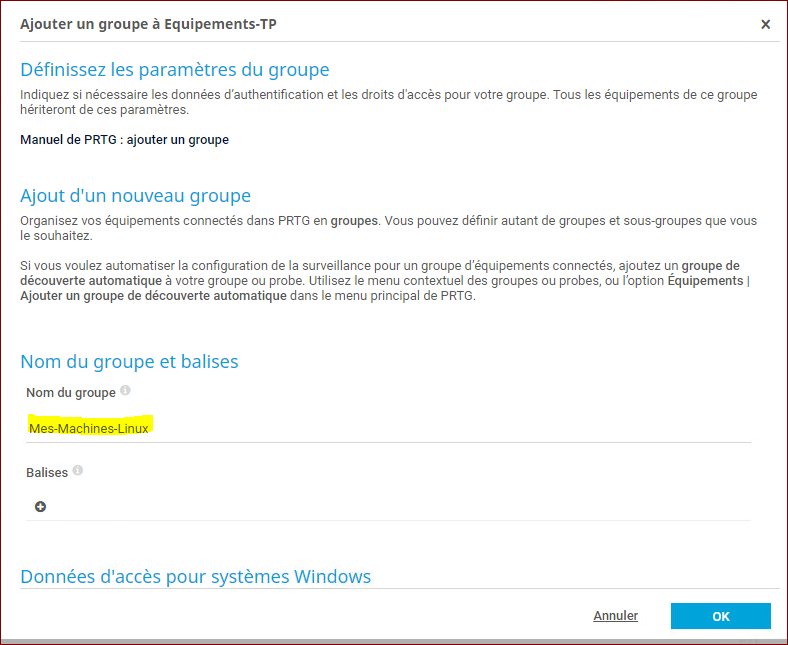 Ajouter un groupe à Equipements-TP
Définissez les paramètres du groupe
Indiquez si nécessaire les données d'authentification et les droits d'accès pour votre groupe. Tous les équipements de ce groupe
hériteront de ces paramètres.
Manuel de PRTG : ajouter un groupe
Ajout d'un nouveau groupe
Organisez vos équipements connectés dans PRTG en groupes. Vous pouvez définir autant de groupes et sous-groupes que vous
le souhaitez.
Si vous voulez automatiser la configuration de la surveillance pour un groupe d'équipements connectés, ajoutez un groupe de
découverte automatique à votre groupe ou probe. Utilisez le menu contextuel des groupes ou probes, ou l'option Équipements |
Ajouter un groupe de découverte automatique dans le menu principal de PRTG.
Nom du groupe et balises
Nom du groupe
Mes-Machines-Linux
Balises
Données d'accès pour systèmes Windows
Annuler
OK